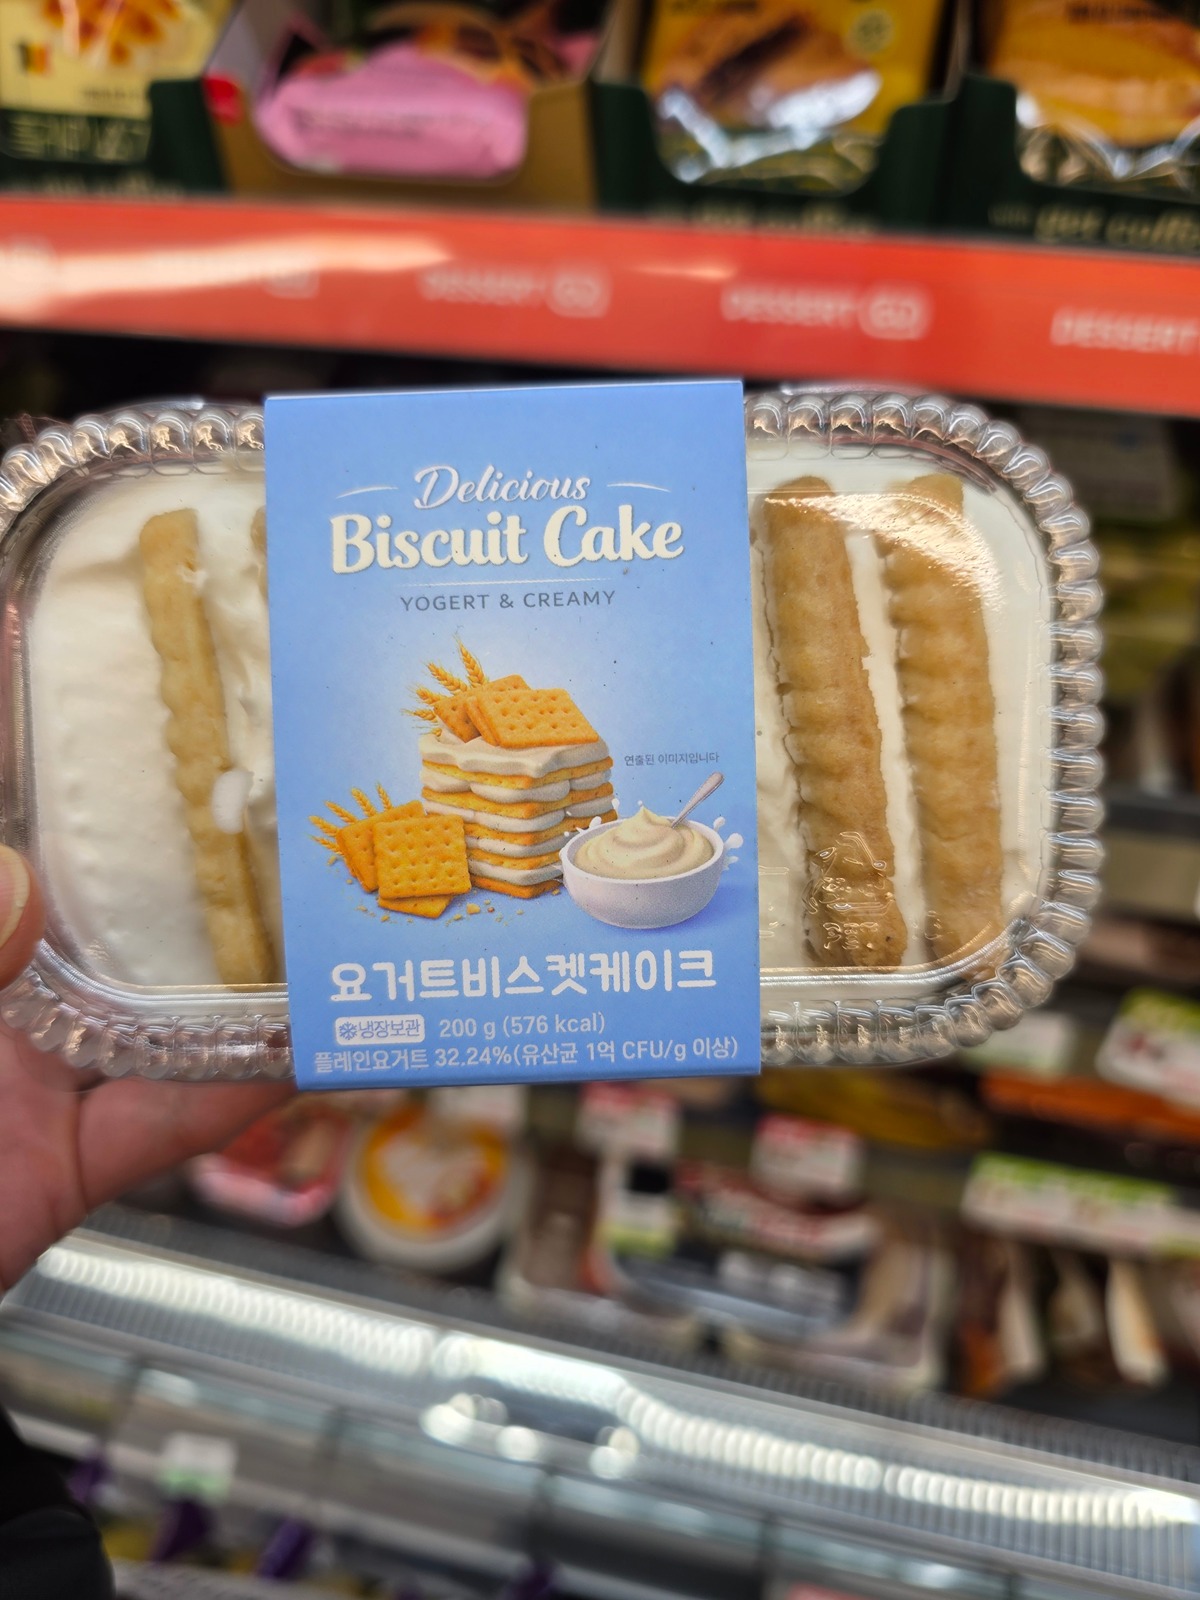 DESSERT
DESSERT
DESSERT
Delicious
Biscuit Cake
YOGERT & CREAMY
연출된 이미지입니다
요거트비스켓케이크
냉장보관 200 g (576 kcal)
플레인요거트 32.24%(유산균 1억 CFU/g 이상)